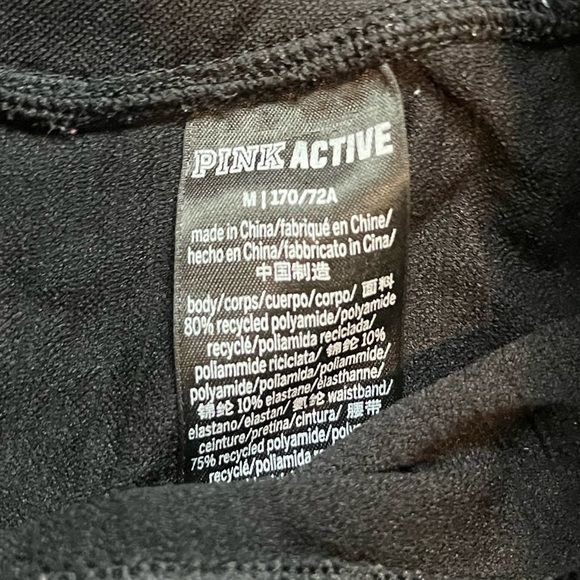 PINK ACTIVE
M | 170/72A
made in China/fabriqué en Chine/
hecho en China/fabbricato in Cina/
中国制造
body/corps/cuerpo/corpo/ 面料
80% recycled polyamide/polyamide
recyclé/poliamida reciclada/
poliammide riciclata/ 锦纶 10%
polyamide/poliamida/poliammide/
锦纶 10% elastane/élasthanne/
elastano/elastan/ 氨纶 waistband/
ceinture/pretina/cintura/ 腰带
75% recycled polyamide/polyamide
recyclé/poliamida